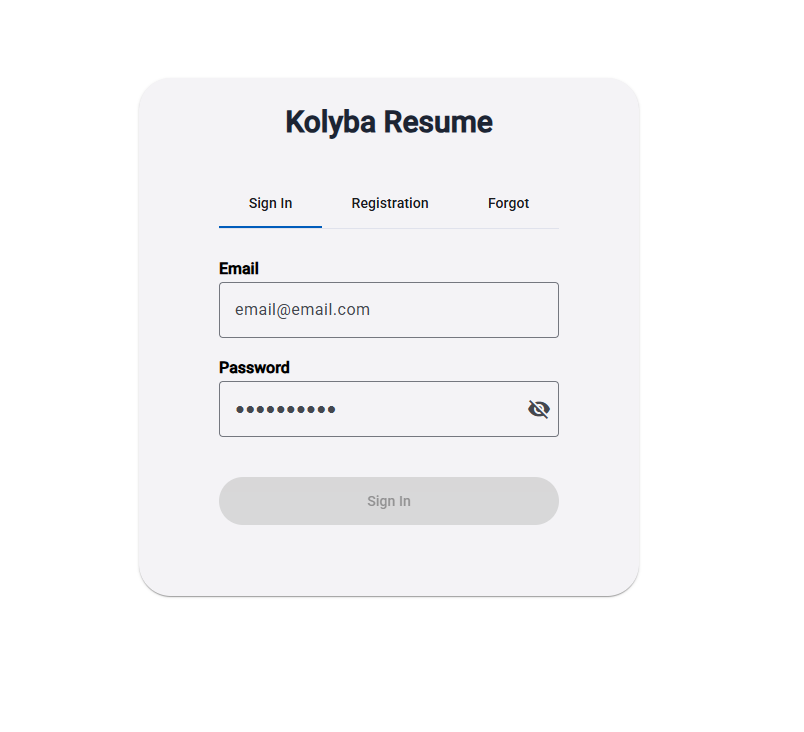 Kolyba Resume
Sign In Registration Forgot
Email
email@email.com
Password
••••••••••
Sign In